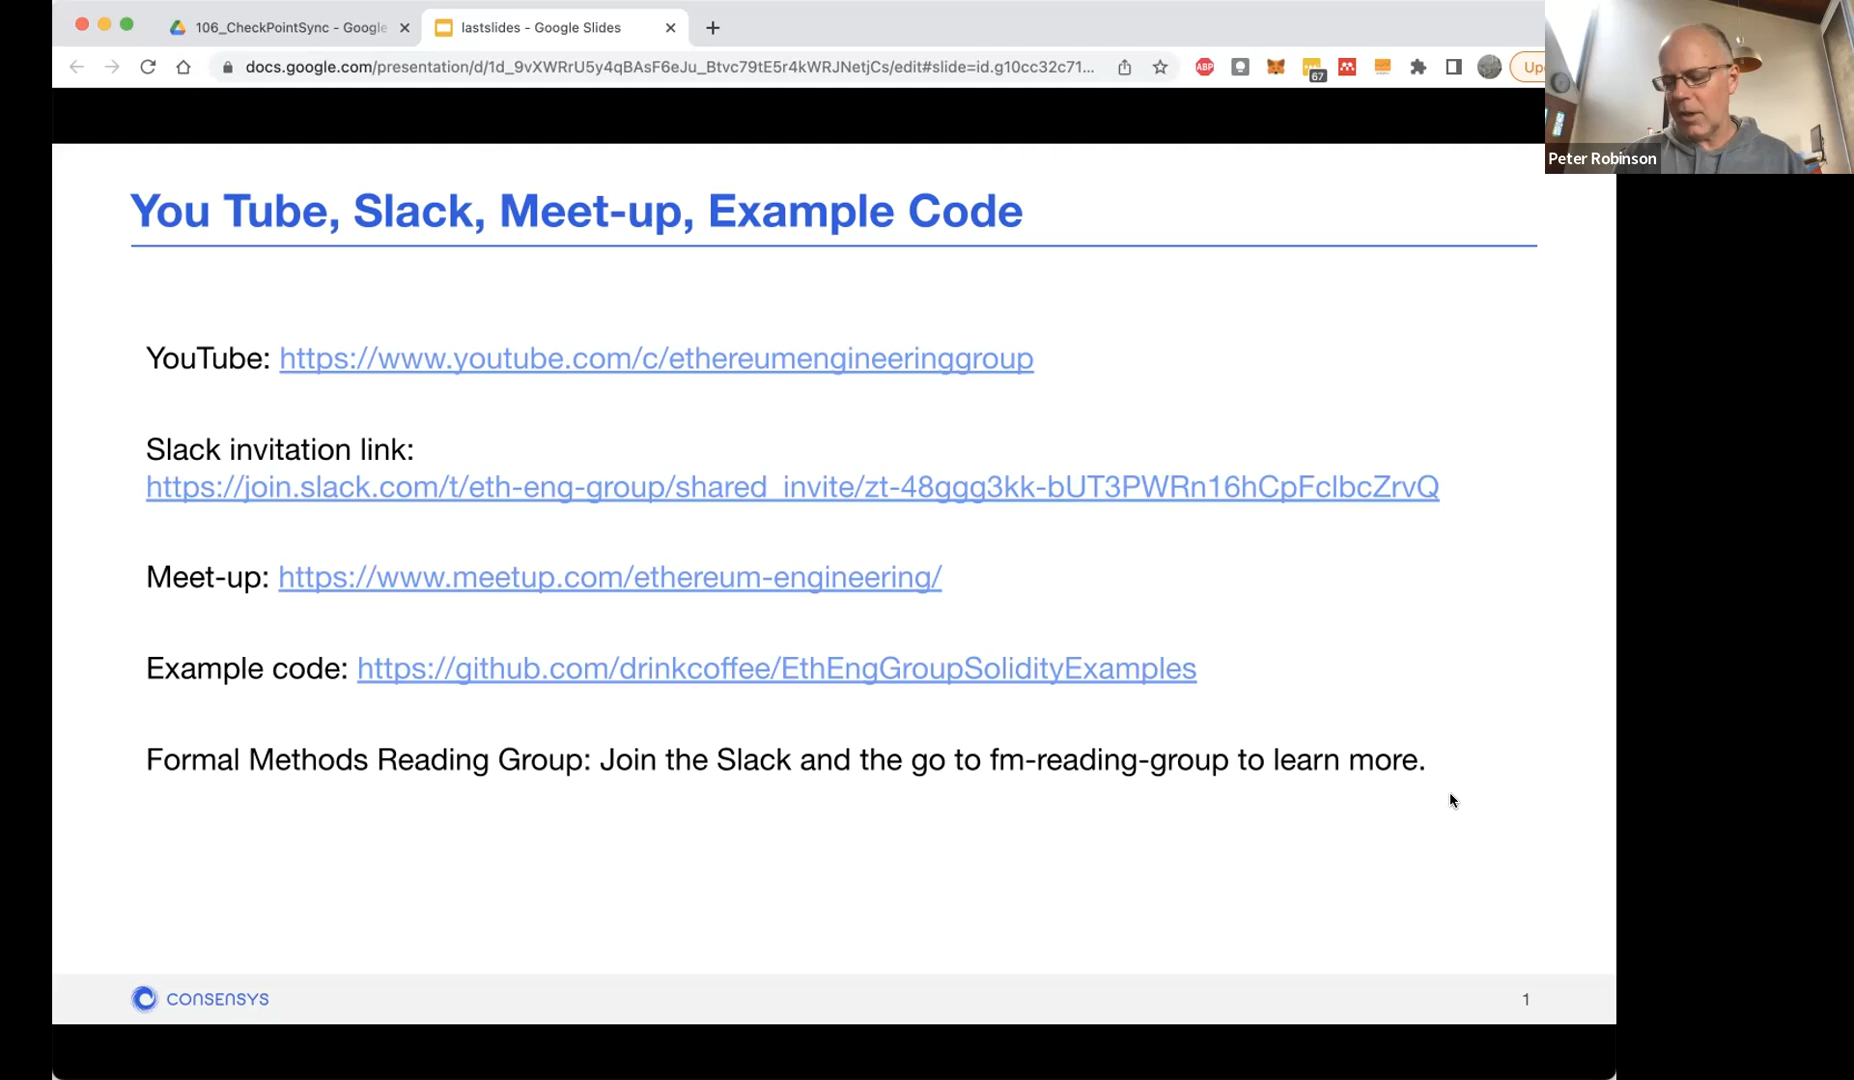 106_CheckPointSync - Google
lastslides - Google Slides
docs.google.com/presentation/d/1d_9vXWRrU5y4qBAsF6eJu_Btvc79tE5r4kWRJNetjCs/edit#slide=id.g10cc32c71...
ABP
67
Up
Peter Robinson
You Tube, Slack, Meet-up, Example Code
YouTube: https://www.youtube.com/c/ethereumengineeringgroup
Slack invitation link:
https://join.slack.com/t/eth-eng-group/shared_invite/zt-48ggg3kk-bUT3PWRn16hCpFclbcZrvQ
Meet-up: https://www.meetup.com/ethereum-engineering/
Example code: https://github.com/drinkcoffee/EthEngGroupSolidityExamples
Formal Methods Reading Group: Join the Slack and the go to fm-reading-group to learn more.
CONSENSYS
1